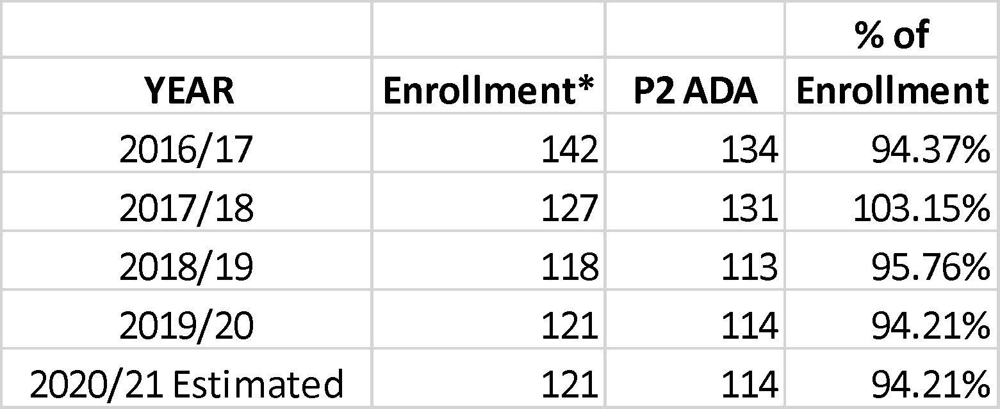 % of
YEAR Enrollment* P2 ADA Enrollment
2016/17 142 134 94.37%
2017/18 127 131 103.15%
2018/19 118 113 95.76%
2019/20 121 114 94.21%
2020/21 Estimated 121 114 94.21%